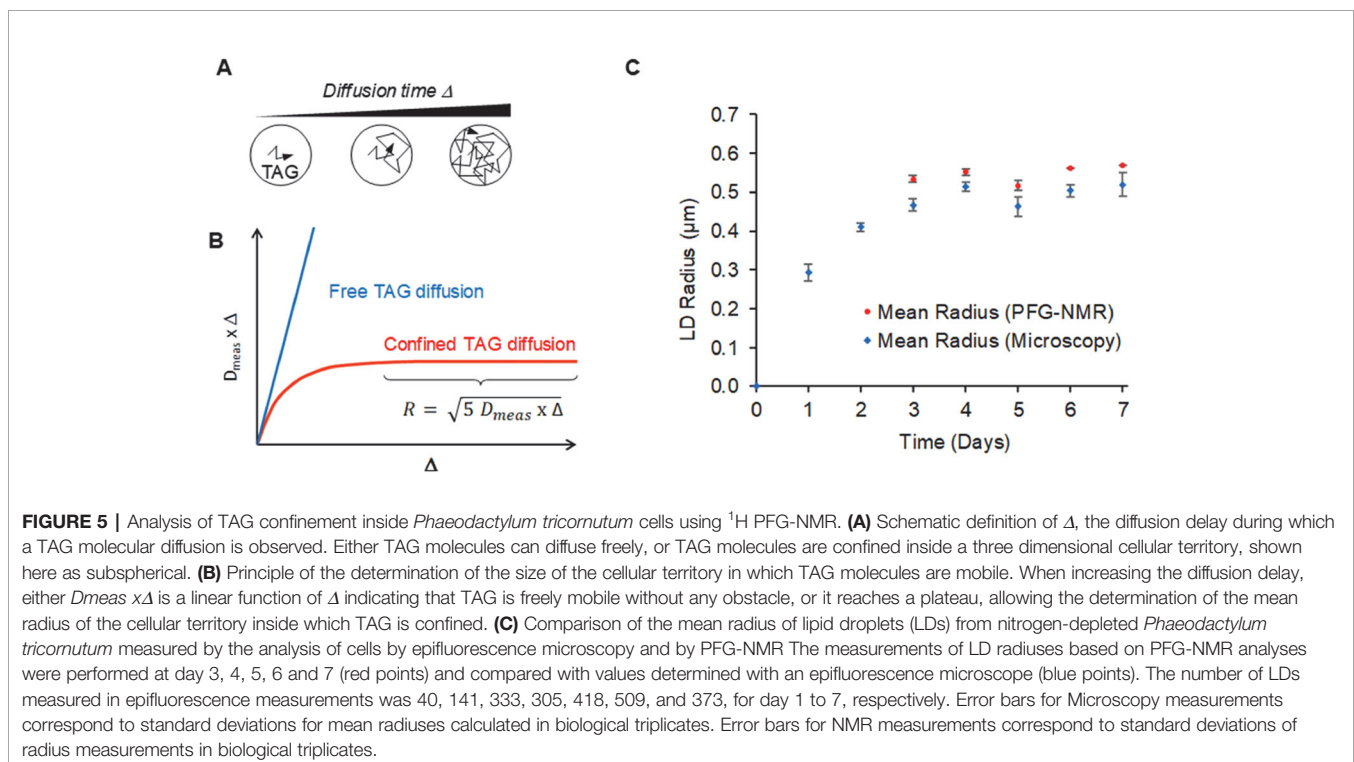 A
Diffusion time Δ
TAG
B
D_meas x Δ
Free TAG diffusion
Confined TAG diffusion
R = √5 D_meas x Δ
Δ
C
LD Radius (µm)
0.7
0.6
0.5
0.4
0.3
0.2
0.1
0.0
Mean Radius (PFG-NMR)
Mean Radius (Microscopy)
0 1 2 3 4 5 6 7
Time (Days)
FIGURE 5 | Analysis of TAG confinement inside Phaeodactylum tricornutum cells using ¹H PFG-NMR. (A) Schematic definition of Δ, the diffusion delay during which
a TAG molecular diffusion is observed. Either TAG molecules can diffuse freely, or TAG molecules are confined inside a three dimensional cellular territory, shown
here as subspherical. (B) Principle of the determination of the size of the cellular territory in which TAG molecules are mobile. When increasing the diffusion delay,
either Dmeas xΔ is a linear function of Δ indicating that TAG is freely mobile without any obstacle, or it reaches a plateau, allowing the determination of the mean
radius of the cellular territory inside which TAG is confined. (C) Comparison of the mean radius of lipid droplets (LDs) from nitrogen-depleted Phaeodactylum
tricornutum measured by the analysis of cells by epifluorescence microscopy and by PFG-NMR The measurements of LD radiuses based on PFG-NMR analyses
were performed at day 3, 4, 5, 6 and 7 (red points) and compared with values determined with an epifluorescence microscope (blue points). The number of LDs
measured in epifluorescence measurements was 40, 141, 333, 305, 418, 509, and 373, for day 1 to 7, respectively. Error bars for Microscopy measurements
correspond to standard deviations for mean radiuses calculated in biological triplicates. Error bars for NMR measurements correspond to standard deviations of
radius measurements in biological triplicates.